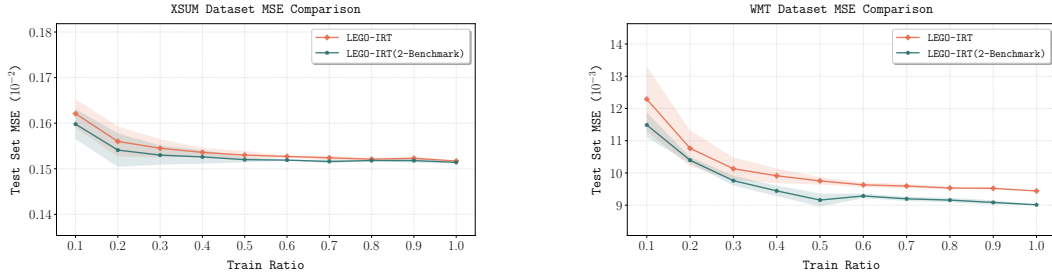 XSUM Dataset MSE Comparison
LEGO-IRT
LEGO-IRT(2-Benchmark)
Test Set MSE (10⁻²)
0.18
0.17
0.16
0.15
0.14
0.1 0.2 0.3 0.4 0.5 0.6 0.7 0.8 0.9 1.0
Train Ratio
WMT Dataset MSE Comparison
LEGO-IRT
LEGO-IRT(2-Benchmark)
Test Set MSE (10⁻³)
14
13
12
11
10
9
0.1 0.2 0.3 0.4 0.5 0.6 0.7 0.8 0.9 1.0
Train Ratio